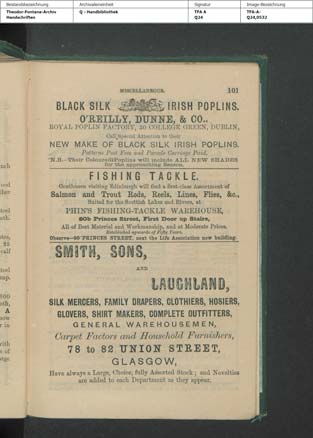 Bestandsbezeichnung
Theodor-Fontane-Archiv
Handschriften
Archivaleneinheit
Q - Handbibliothek
Signatur
TFA A
Q24
Image-Bezeichnung
TFA-A-
Q24_0532
MISCELLANEOUS. 101
BLACK SILK IRISH POPLINS.
O'REILLY, DUNNE, & CO.,
ROYAL POPLIN FACTORY, 30 COLLEGE GREEN, DUBLIN,
Call Special Attention to their
NEW MAKE OF BLACK SILK IRISH POPLINS.
Patterns Post Free and Parcels Carriage Paid.
N.B.—Their Coloured Poplins will include ALL NEW SHADES
for the approaching Season.
FISHING TACKLE.
Gentlemen visiting Edinburgh will find a first-class Assortment of
Salmon and Trout Rods, Reels, Lines, Flies, &c.,
Suited for the Scottish Lakes and Rivers, at
PHIN'S FISHING-TACKLE WAREHOUSE,
80b Princes Street, First Door up Stairs,
All of Best Material and Workmanship, and at Moderate Prices.
Established upwards of Fifty Years.
Observe—80 PRINCES STREET, next the Life Association new building.
SMITH, SONS,
AND
LAUGHLAND,
SILK MERCERS, FAMILY DRAPERS, CLOTHIERS, HOSIERS,
GLOVERS, SHIRT MAKERS, COMPLETE OUTFITTERS,
GENERAL WAREHOUSEMEN,
Carpet Factors and Household Furnishers,
78 to 82 UNION STREET,
GLASGOW,
Have always a Large, Choice, fully Assorted Stock; and Novelties
are added to each Department as they appear.